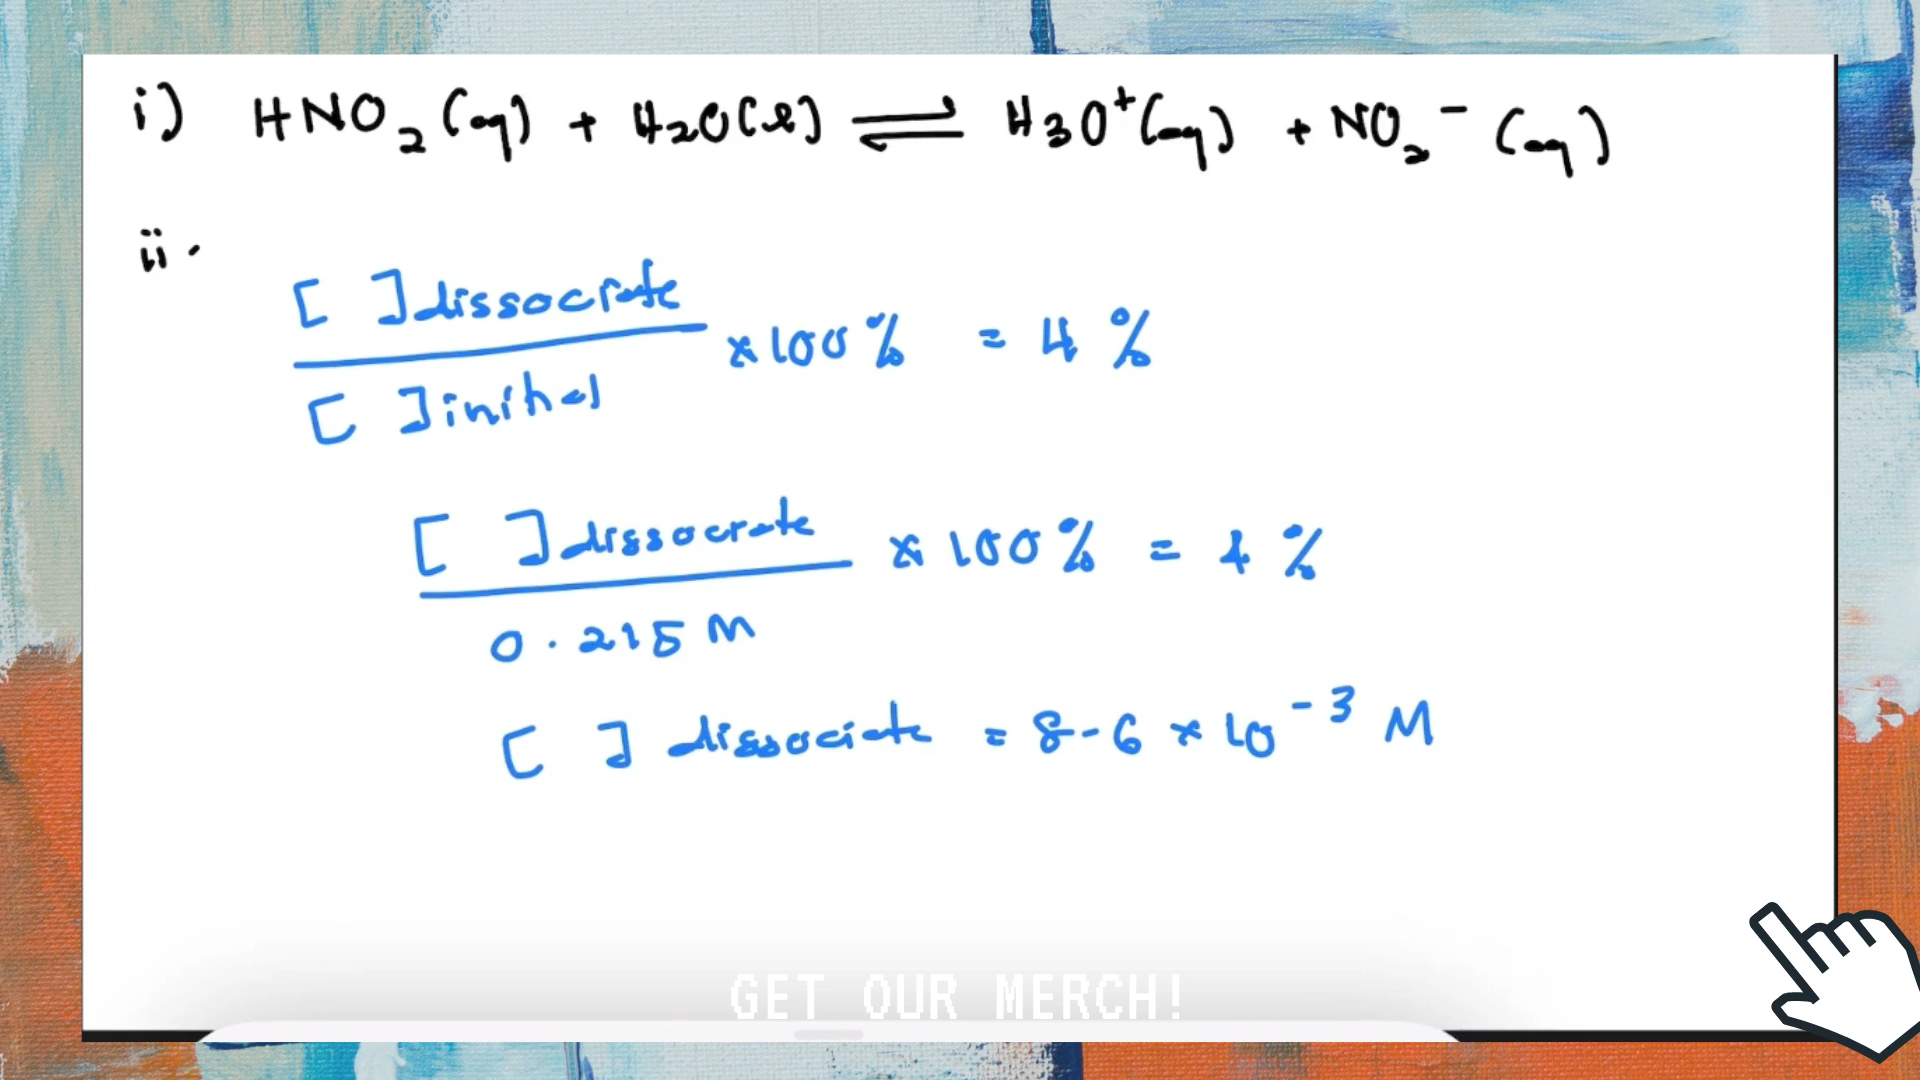 i) HNO₂(aq) + H₂O(l) ⇌ H₃O⁺(aq) + NO₂⁻(aq)
ii.
[ ]dissociate
× 100% = 4%
[ ]initial
[ ]dissociate
× 100% = 4%
0.215 M
[ ] dissociate = 8.6 × 10⁻³ M
GET OUR MERCH!